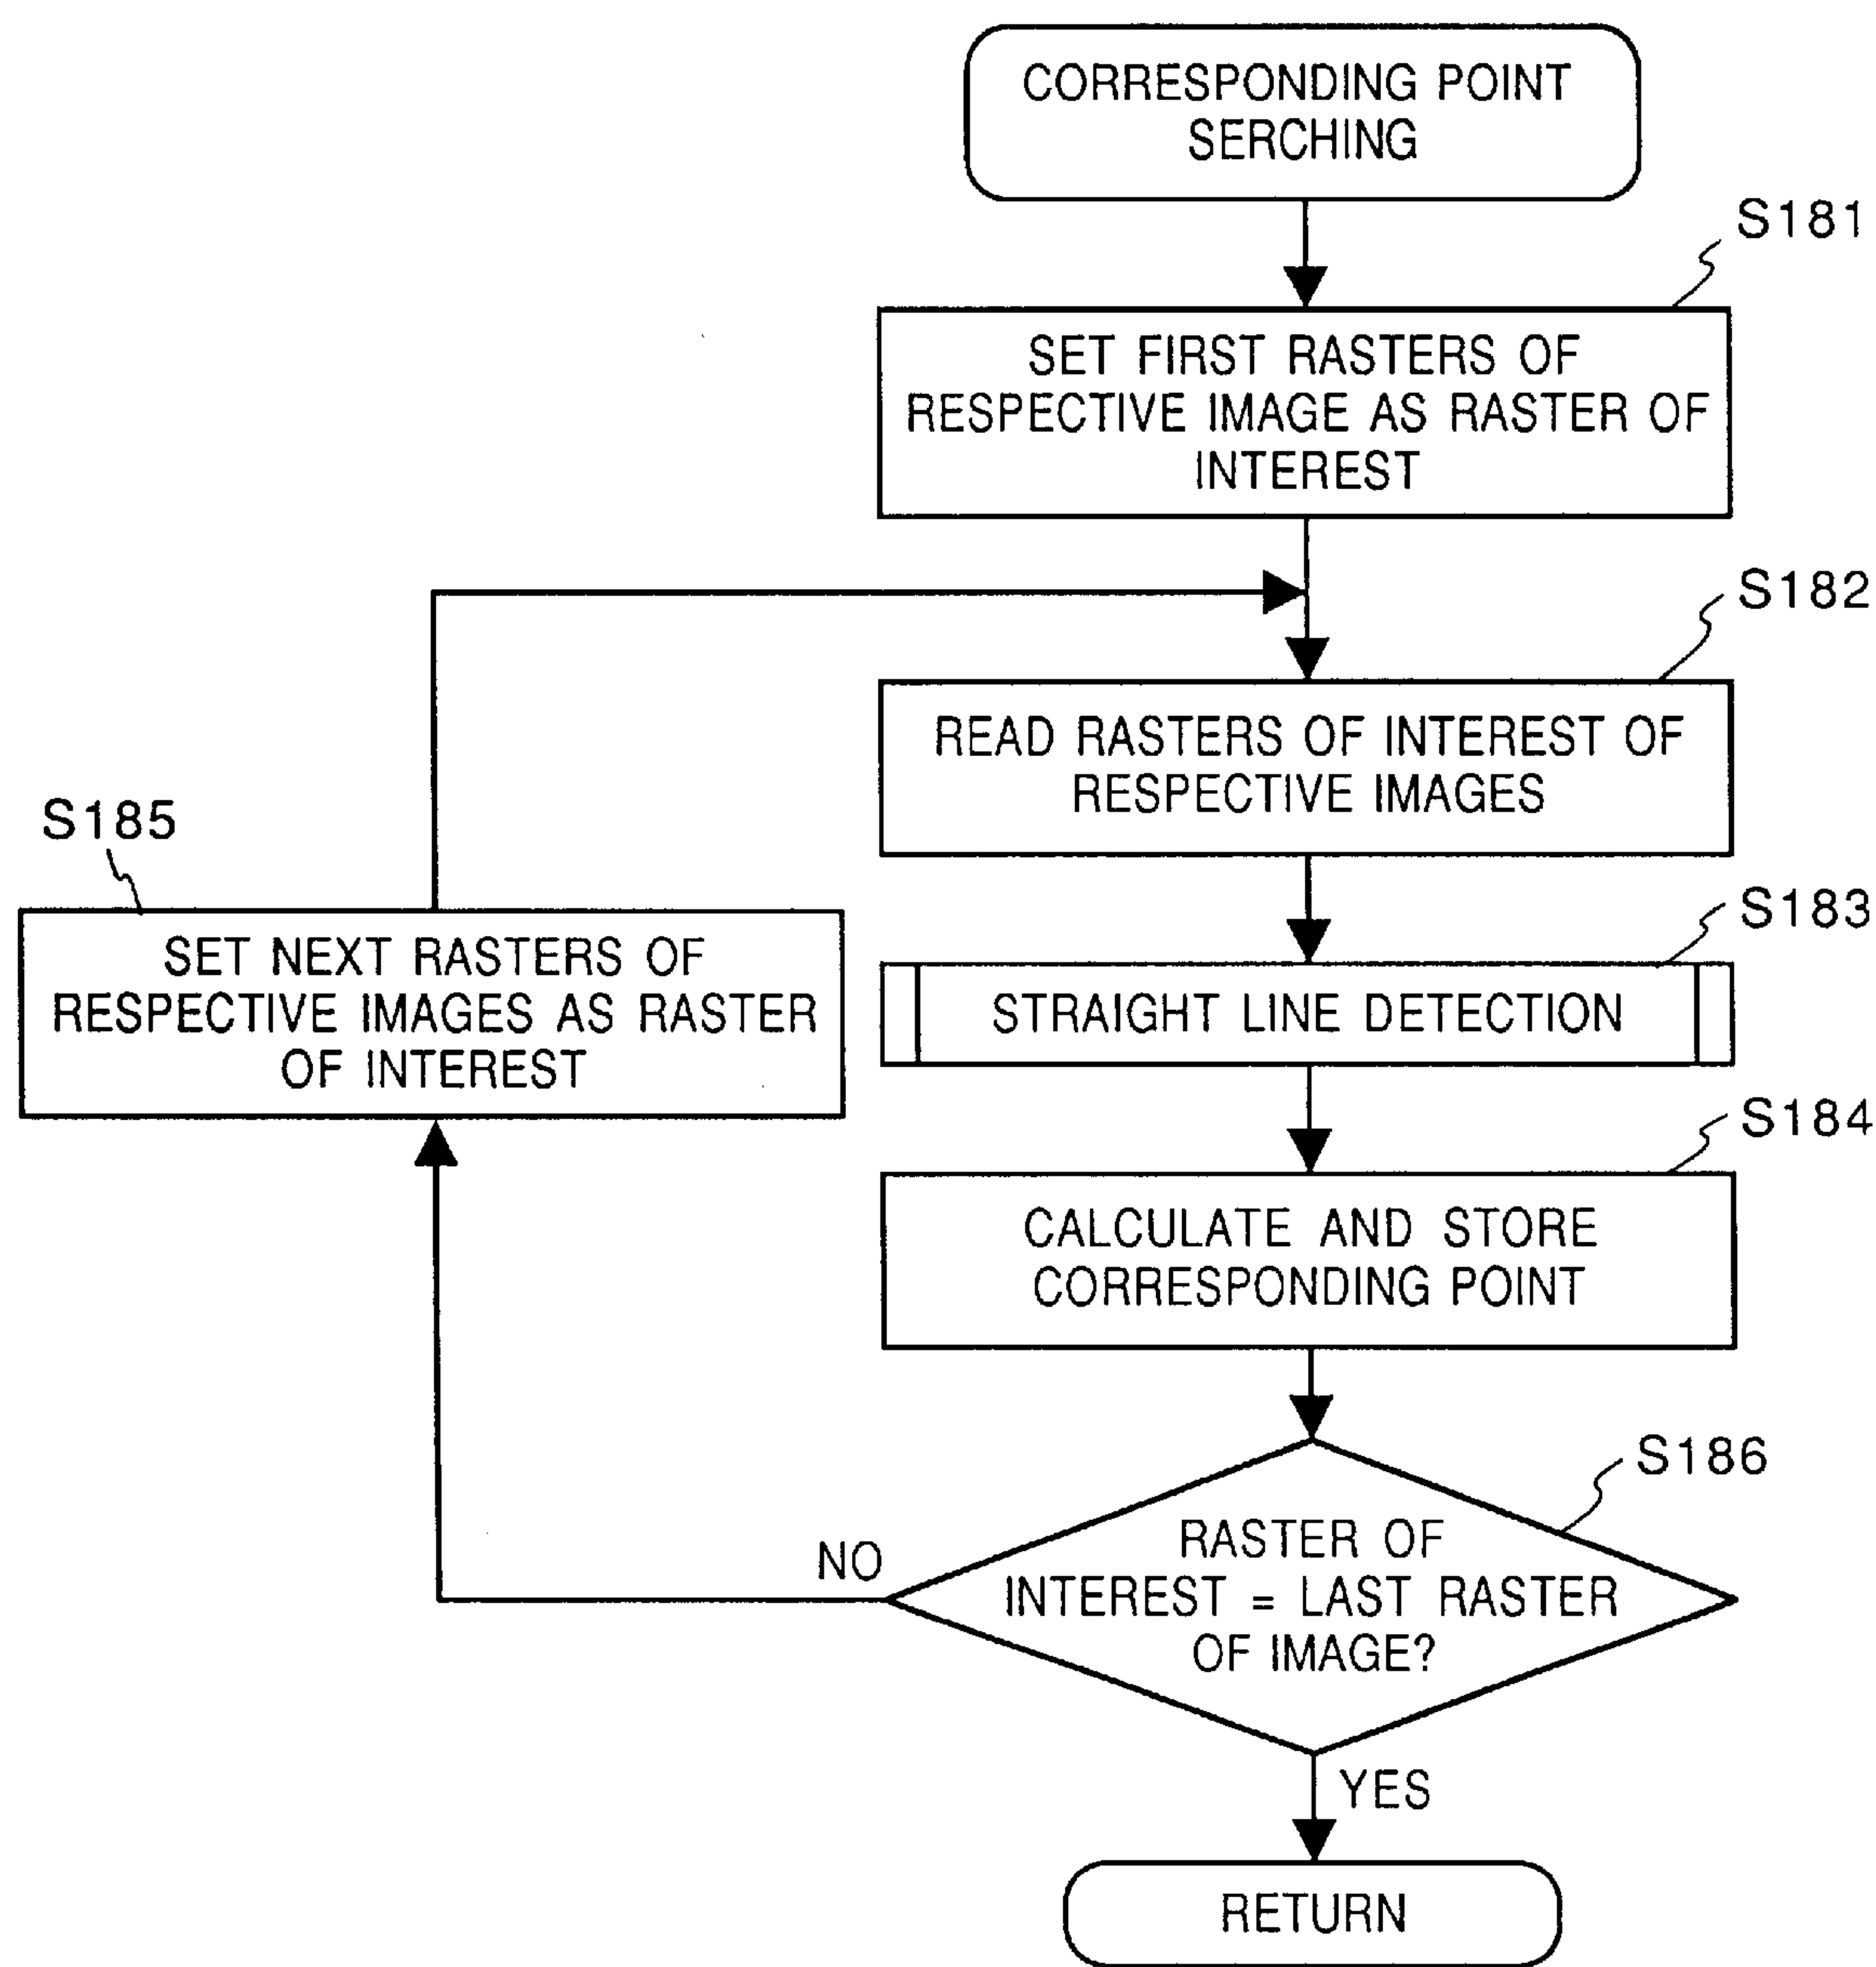 CORRESPONDING POINT
SERCHING
S181
SET FIRST RASTERS OF
RESPECTIVE IMAGE AS RASTER OF
INTEREST
S182
READ RASTERS OF INTEREST OF
RESPECTIVE IMAGES
S185
SET NEXT RASTERS OF
RESPECTIVE IMAGES AS RASTER
OF INTEREST
S183
STRAIGHT LINE DETECTION
S184
CALCULATE AND STORE
CORRESPONDING POINT
S186
RASTER OF
INTEREST = LAST RASTER
OF IMAGE?
NO
YES
RETURN